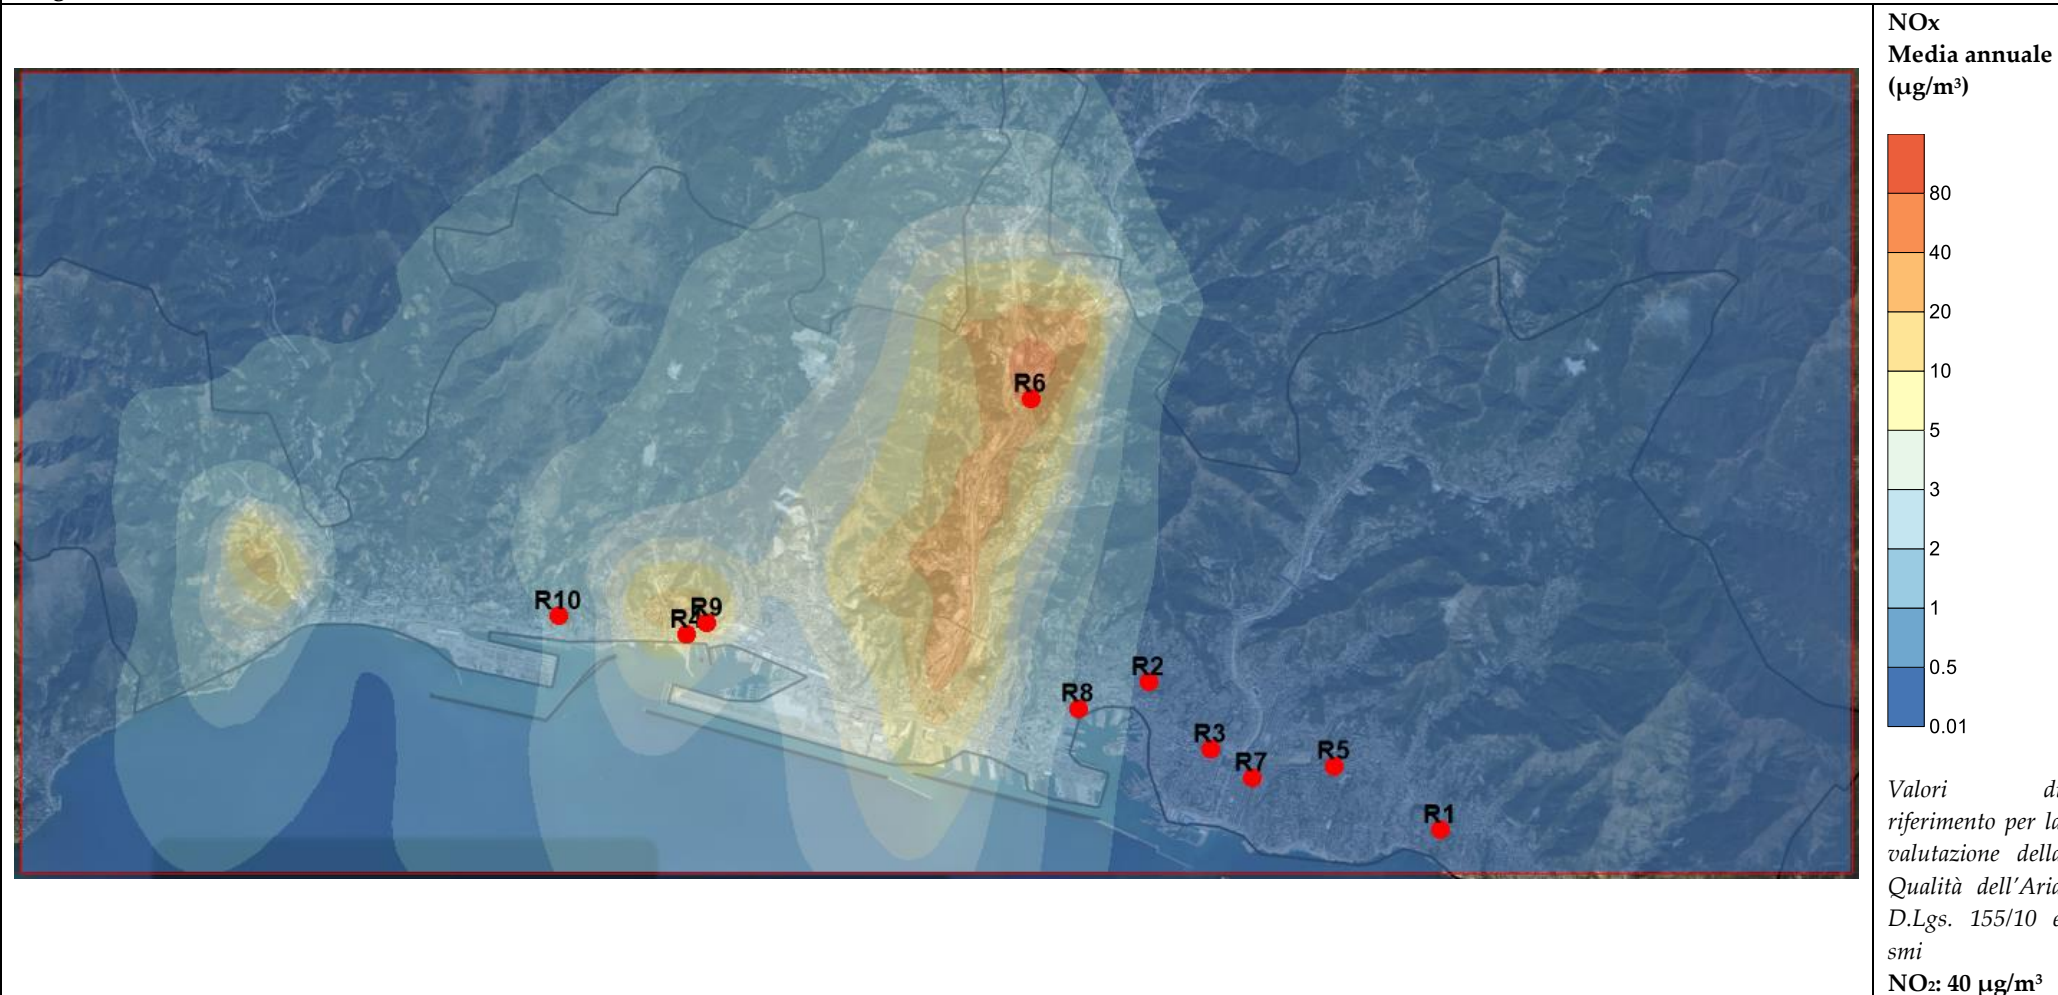 NOx
Media annuale
(µg/m³)
80
40
20
10
5
3
2
1
0.5
0.01
R6
R10
R9
R4
R2
R8
R3
R7
R5
R1
Valori di
riferimento per la
valutazione della
Qualità dell'Aria
D.Lgs. 155/10 e
smi
NO₂: 40 µg/m³